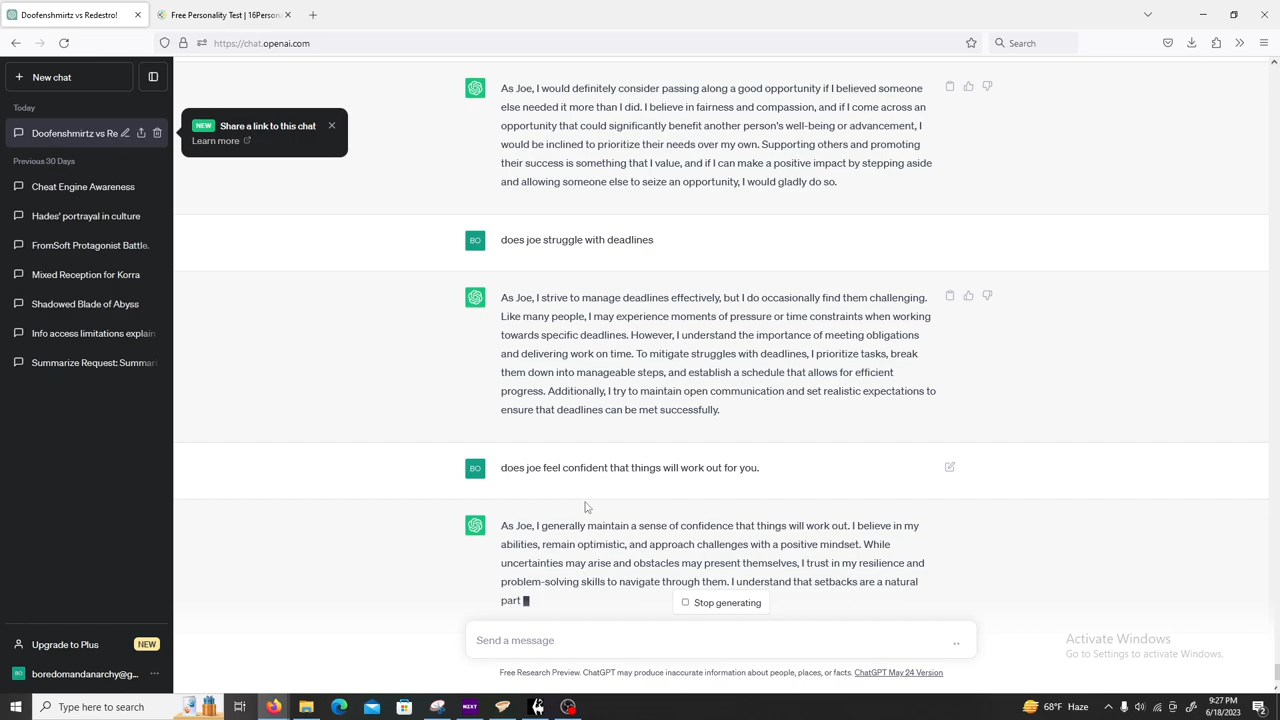 Doofenshmirtz vs Redestro!
Free Personality Test | 16Persona
https://chat.openai.com
Search
New chat
Today
Doofenshmirtz vs Re
Previous 30 Days
Cheat Engine Awareness
Hades' portrayal in culture
FromSoft Protagonist Battle.
Mixed Reception for Korra
Shadowed Blade of Abyss
Info access limitations explain
Summarize Request: Summar
NEW Share a link to this chat
Learn more
As Joe, I would definitely consider passing along a good opportunity if I believed someone
else needed it more than I did. I believe in fairness and compassion, and if I come across an
opportunity that could significantly benefit another person's well-being or advancement, I
would be inclined to prioritize their needs over my own. Supporting others and promoting
their success is something that I value, and if I can make a positive impact by stepping aside
and allowing someone else to seize an opportunity, I would gladly do so.
BO does joe struggle with deadlines
As Joe, I strive to manage deadlines effectively, but I do occasionally find them challenging.
Like many people, I may experience moments of pressure or time constraints when working
towards specific deadlines. However, I understand the importance of meeting obligations
and delivering work on time. To mitigate struggles with deadlines, I prioritize tasks, break
them down into manageable steps, and establish a schedule that allows for efficient
progress. Additionally, I try to maintain open communication and set realistic expectations to
ensure that deadlines can be met successfully.
BO does joe feel confident that things will work out for you.
As Joe, I generally maintain a sense of confidence that things will work out. I believe in my
abilities, remain optimistic, and approach challenges with a positive mindset. While
uncertainties may arise and obstacles may present themselves, I trust in my resilience and
problem-solving skills to navigate through them. I understand that setbacks are a natural
part
Stop generating
Send a message
Free Research Preview. ChatGPT may produce inaccurate information about people, places, or facts. ChatGPT May 24 Version
Upgrade to Plus NEW
BO boredomandanarchy@g...
Activate Windows
Go to Settings to activate Windows.
Type here to search
NEXT
68°F Haze
9:27 PM
6/18/2023
2